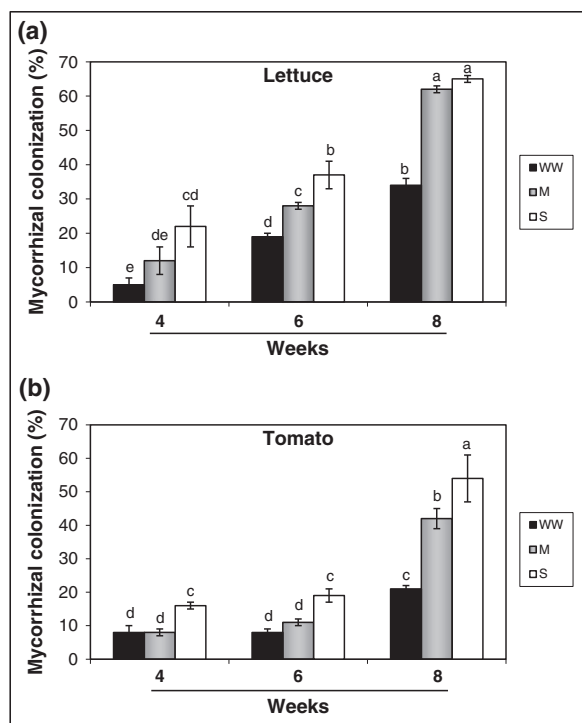 (a)
Lettuce
Mycorrhizal colonization (%)
70
60
50
40
30
20
10
0
e de cd
d c b
b a a
4 6 8
Weeks
WW
M
S
(b)
Tomato
Mycorrhizal colonization (%)
70
60
50
40
30
20
10
0
d d c
d d c
c b a
4 6 8
Weeks
WW
M
S